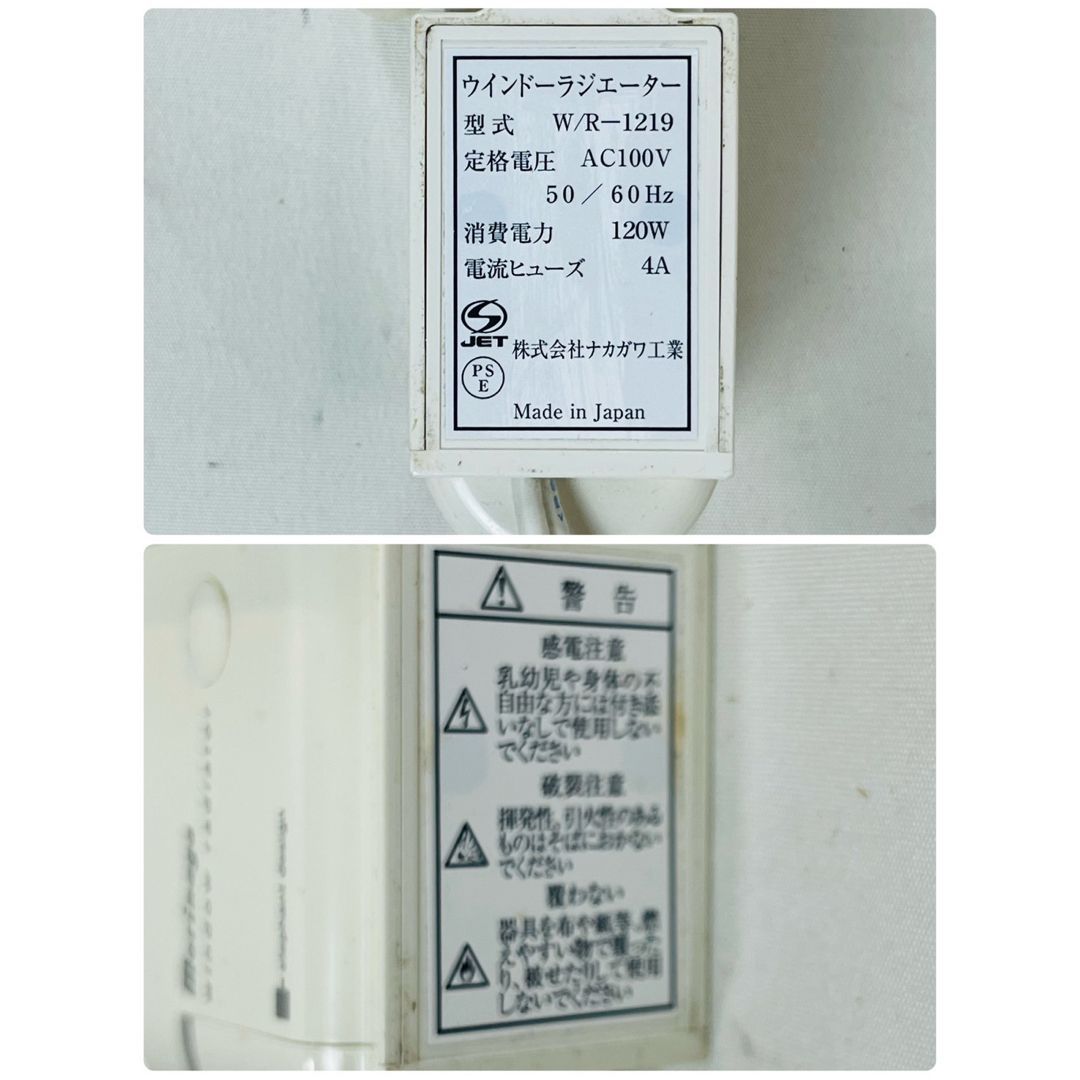 ウインドーラジエーター
型式 W/R-1219
定格電圧 AC100V
50/60Hz
消費電力 120W
電流ヒューズ 4A
JET
株式会社ナカガワ工業
PS
E
Made in Japan
警告
感電注意
乳幼児や身体の不
自由な方には付き添
いなしで使用しない
でください
破裂注意
揮発性、引火性のある
ものはそばにおかない
でください
覆わない
器具を布や紙等、燃
えやすい物で覆った
り、被せたりして使用
しないでください
WINDOW RADIATOR
elephant design